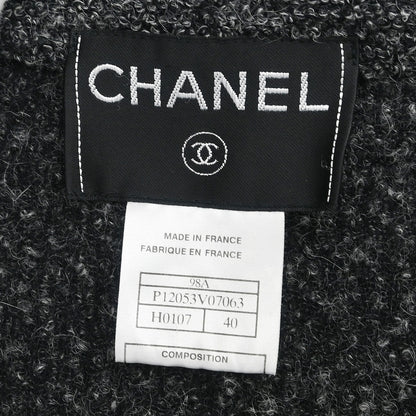 CHANEL
MADE IN FRANCE
FABRIQUE EN FRANCE
98A
P12053V07063
H0107 40
COMPOSITION